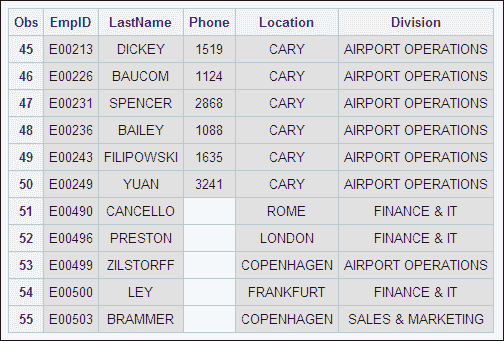 Obs EmpID LastName Phone Location Division
45 E00213 DICKEY 1519 CARY AIRPORT OPERATIONS
46 E00226 BAUCOM 1124 CARY AIRPORT OPERATIONS
47 E00231 SPENCER 2868 CARY AIRPORT OPERATIONS
48 E00236 BAILEY 1088 CARY AIRPORT OPERATIONS
49 E00243 FILIPOWSKI 1635 CARY AIRPORT OPERATIONS
50 E00249 YUAN 3241 CARY AIRPORT OPERATIONS
51 E00490 CANCELLO ROME FINANCE & IT
52 E00496 PRESTON LONDON FINANCE & IT
53 E00499 ZILSTORFF COPENHAGEN AIRPORT OPERATIONS
54 E00500 LEY FRANKFURT FINANCE & IT
55 E00503 BRAMMER COPENHAGEN SALES & MARKETING